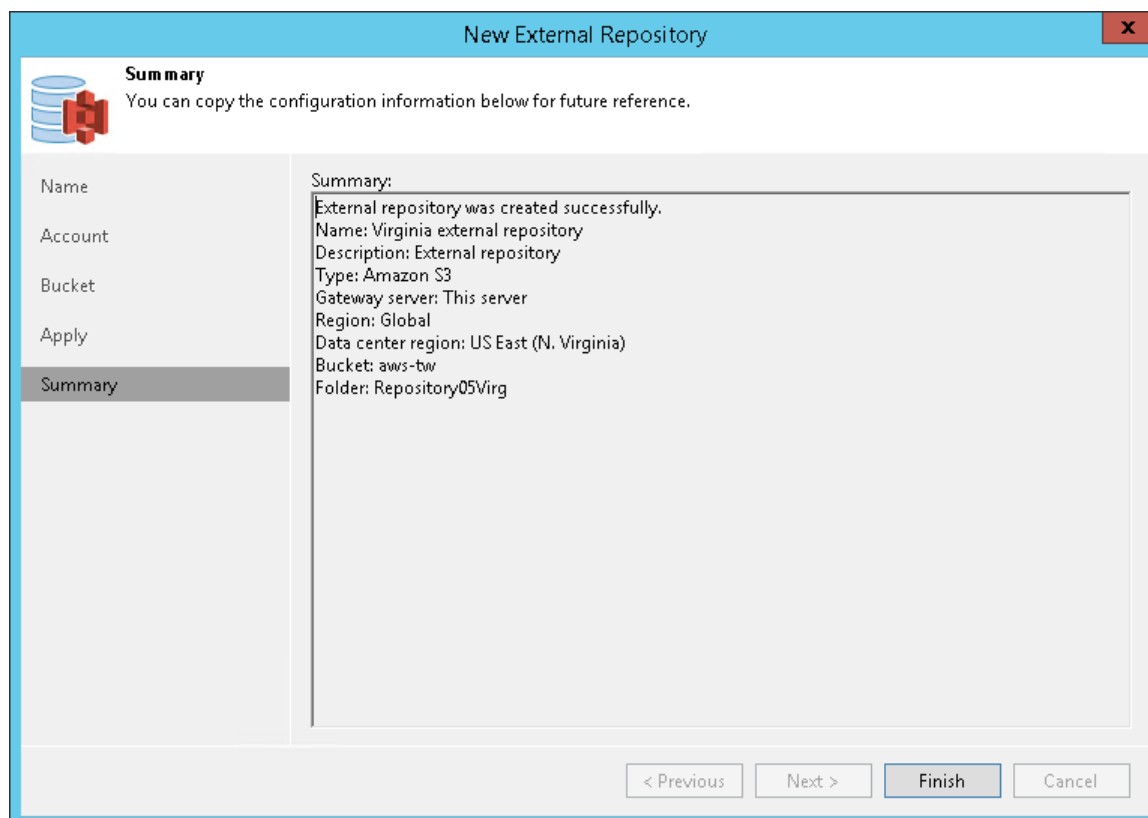 New External Repository
x
Summary
You can copy the configuration information below for future reference.
Name
Account
Bucket
Apply
Summary
Summary:
External repository was created successfully.
Name: Virginia external repository
Description: External repository
Type: Amazon S3
Gateway server: This server
Region: Global
Data center region: US East (N. Virginia)
Bucket: aws-tw
Folder: Repository05Virg
< Previous
Next >
Finish
Cancel